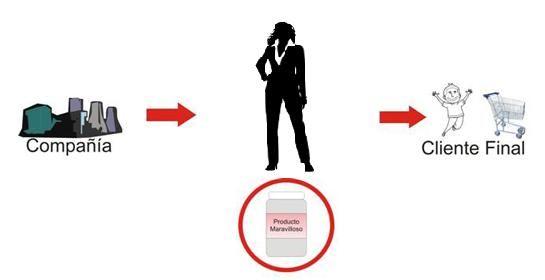 Compañía
Cliente Final
Producto
Maravilloso